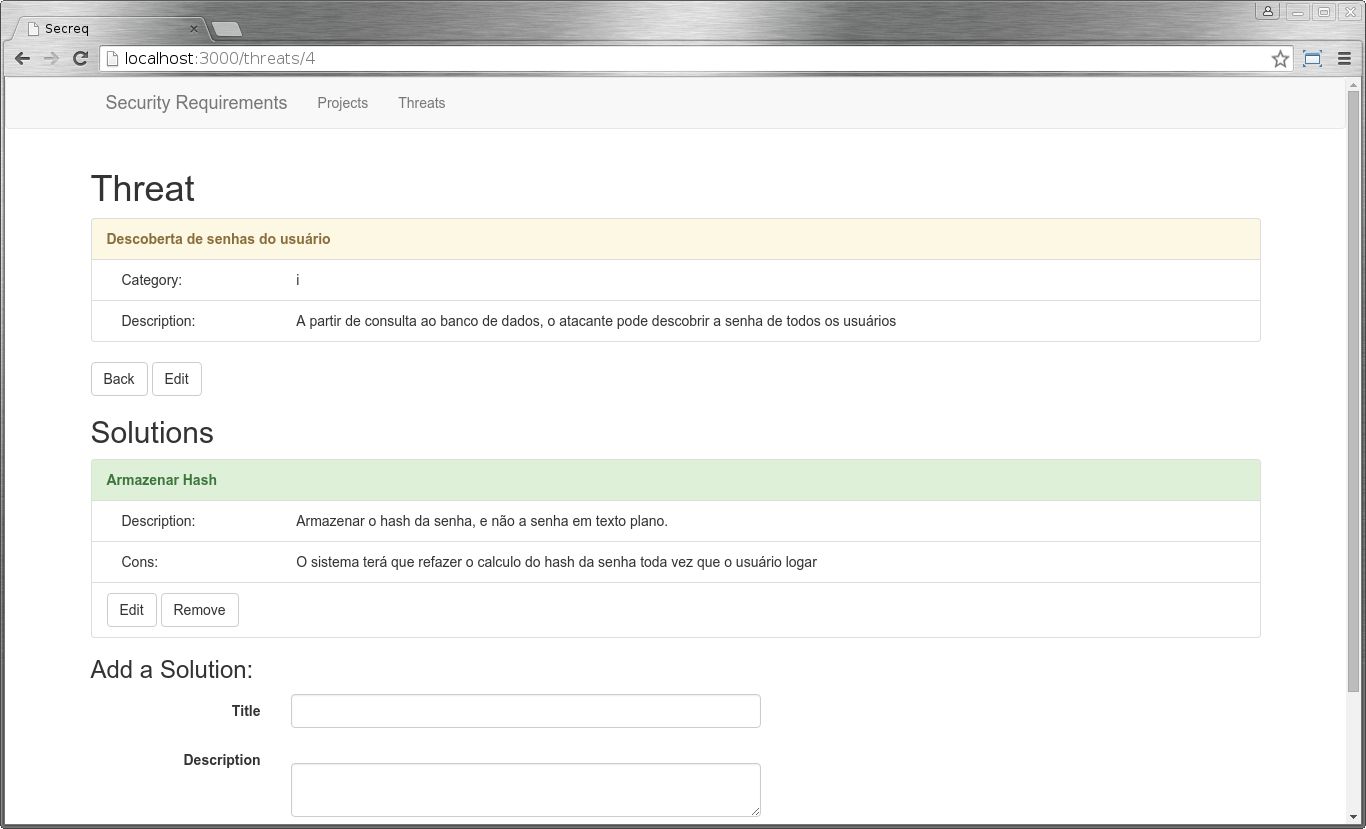 Secreq
localhost:3000/threats/4
Security Requirements Projects Threats
Threat
Descoberta de senhas do usuário
Category: i
Description: A partir de consulta ao banco de dados, o atacante pode descobrir a senha de todos os usuários
Back Edit
Solutions
Armazenar Hash
Description: Armazenar o hash da senha, e não a senha em texto plano.
Cons: O sistema terá que refazer o calculo do hash da senha toda vez que o usuário logar
Edit Remove
Add a Solution:
Title
Description